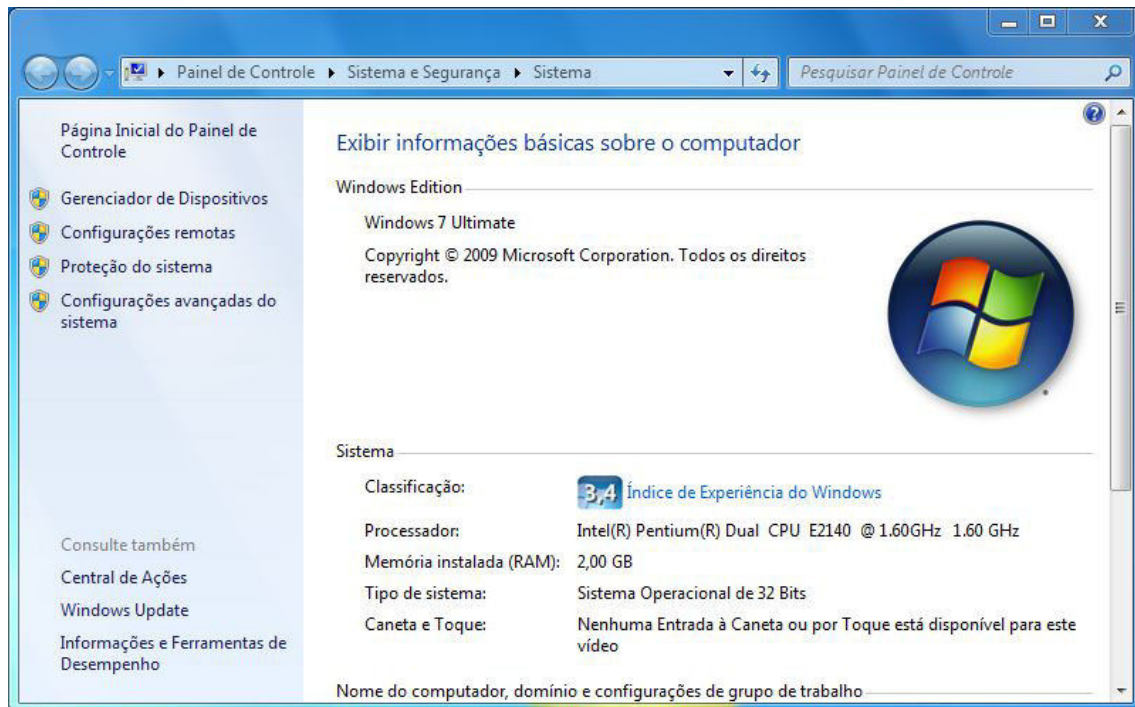 X
Painel de Controle ▸ Sistema e Segurança ▸ Sistema
Pesquisar Painel de Controle
Página Inicial do Painel de
Controle
Gerenciador de Dispositivos
Configurações remotas
Proteção do sistema
Configurações avançadas do
sistema
Consulte também
Central de Ações
Windows Update
Informações e Ferramentas de
Desempenho
Exibir informações básicas sobre o computador
Windows Edition
Windows 7 Ultimate
Copyright © 2009 Microsoft Corporation. Todos os direitos
reservados.
Sistema
Classificação: 3,4 Índice de Experiência do Windows
Processador: Intel(R) Pentium(R) Dual CPU E2140 @ 1.60GHz 1.60 GHz
Memória instalada (RAM): 2,00 GB
Tipo de sistema: Sistema Operacional de 32 Bits
Caneta e Toque: Nenhuma Entrada à Caneta ou por Toque está disponível para este
vídeo
Nome do computador, domínio e configurações de grupo de trabalho